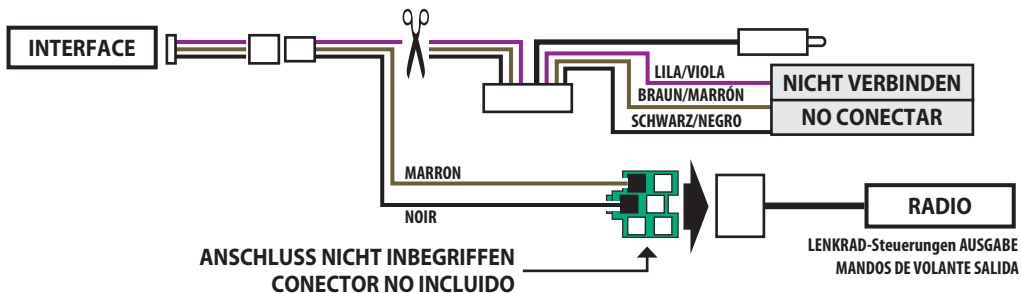 INTERFACE
LILA/VIOLA
BRAUN/MARRÓN
SCHWARZ/NEGRO
NICHT VERBINDEN
NO CONECTAR
MARRON
NOIR
RADIO
LENKRAD-Steuerungen AUSGABE
MANDOS DE VOLANTE SALIDA
ANSCHLUSS NICHT INBEGRIFFEN
CONECTOR NO INCLUIDO